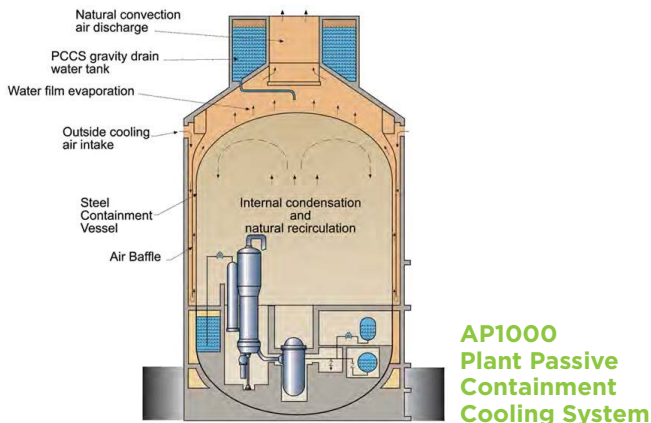 Natural convection
air discharge
PCCS gravity drain
water tank
Water film evaporation
Outside cooling
air intake
Steel
Containment
Vessel
Internal condensation
and
natural recirculation
Air Baffle
AP1000
Plant Passive
Containment
Cooling System